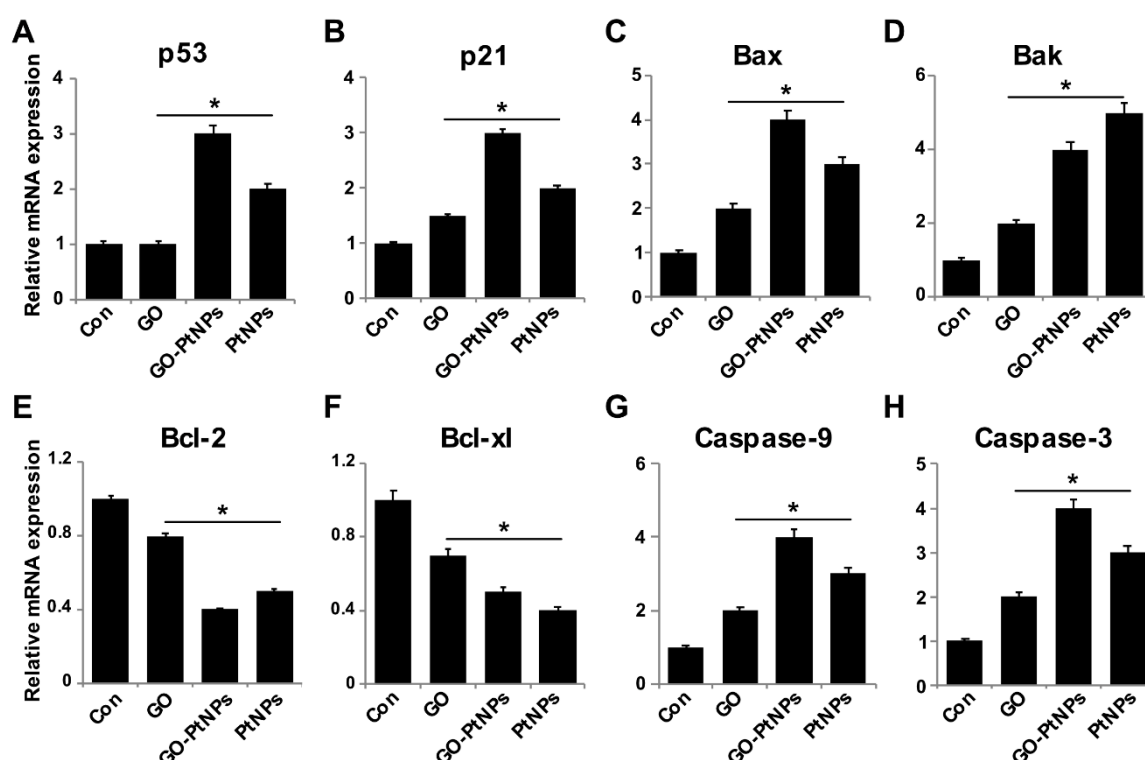 A
p53
Relative mRNA expression
4
3
2
1
0
*
Con
GO
GO-PtNPs
PtNPs
B
p21
4
3
2
1
0
*
Con
GO
GO-PtNPs
PtNPs
C
Bax
5
4
3
2
1
0
*
Con
GO
GO-PtNPs
PtNPs
D
Bak
6
4
2
0
*
Con
GO
GO-PtNPs
PtNPs
E
Bcl-2
Relative mRNA expression
1.2
0.8
0.4
0
*
Con
GO
GO-PtNPs
PtNPs
F
Bcl-xl
1.2
0.8
0.4
0
*
Con
GO
GO-PtNPs
PtNPs
G
Caspase-9
6
4
2
0
*
Con
GO
GO-PtNPs
PtNPs
H
Caspase-3
5
4
3
2
1
0
*
Con
GO
GO-PtNPs
PtNPs